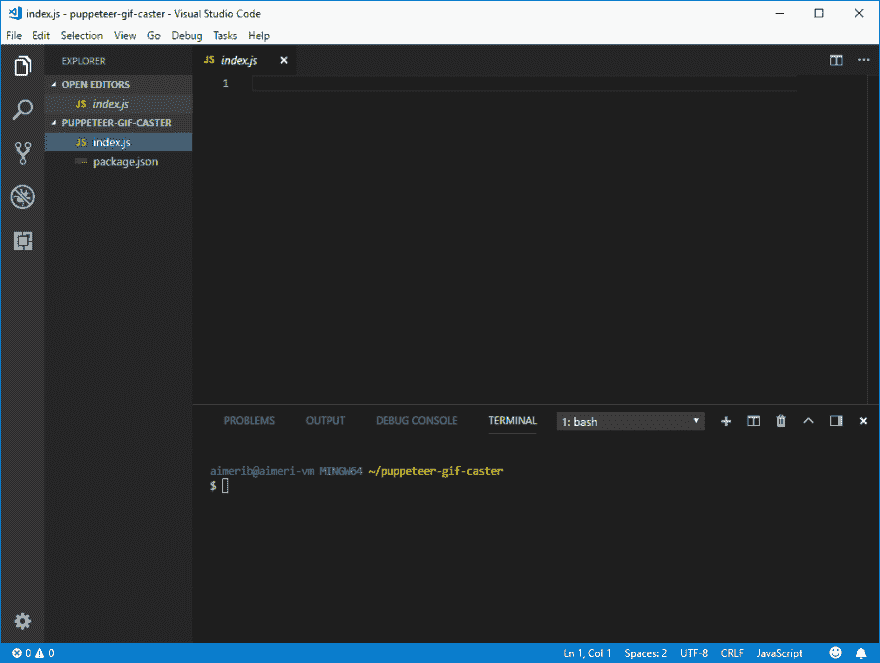 index.js - puppeteer-gif-caster - Visual Studio Code
File Edit Selection View Go Debug Tasks Help
EXPLORER
OPEN EDITORS
JS index.js
PUPPETEER-GIF-CASTER
JS index.js
package.json
JS index.js
1
PROBLEMS OUTPUT DEBUG CONSOLE TERMINAL 1: bash
aimerib@aimeri-vm MINGW64 ~/puppeteer-gif-caster
$
0 0 Ln 1, Col 1 Spaces: 2 UTF-8 CRLF JavaScript